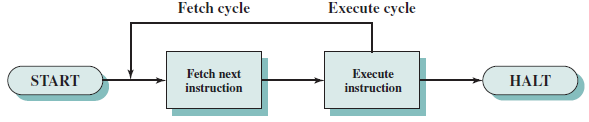 Fetch cycle
Execute cycle
START
Fetch next
instruction
Execute
instruction
HALT